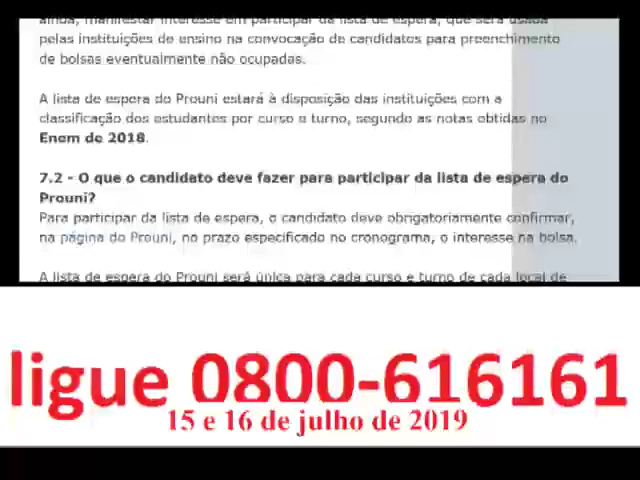 ainda, manifestar interesse em participar da lista de espera, que será usada
pelas instituições de ensino na convocação de candidatos para preenchimento
de bolsas eventualmente não ocupadas.
A lista de espera do Prouni estará à disposição das instituições com a
classificação dos estudantes por curso e turno, segundo as notas obtidas no
Enem de 2018.
7.2 - O que o candidato deve fazer para participar da lista de espera do
Prouni?
Para participar da lista de espera, o candidato deve obrigatoriamente confirmar,
na página do Prouni, no prazo especificado no cronograma, o interesse na bolsa.
A lista de espera do Prouni será única para cada curso e turno de cada local de
ligue 0800-616161
15 e 16 de julho de 2019